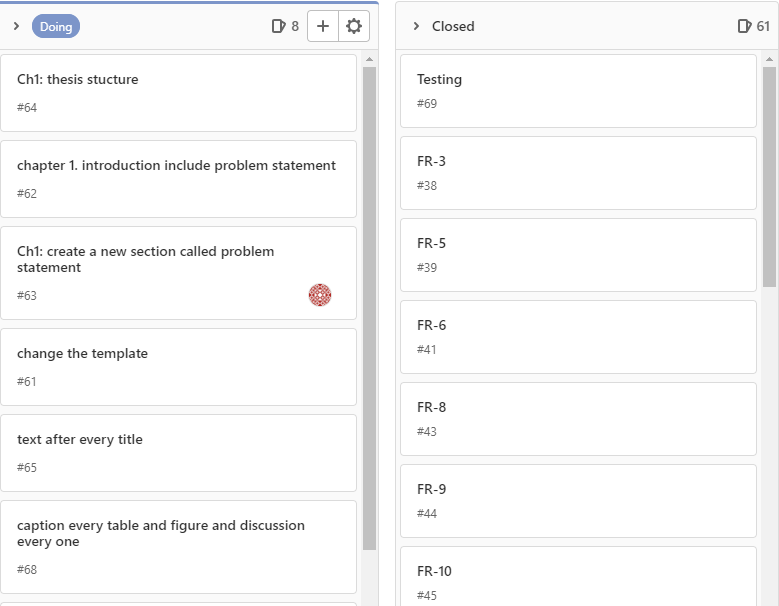 Doing
8
Ch1: thesis stucture
#64
chapter 1. introduction include problem statement
#62
Ch1: create a new section called problem
statement
#63
change the template
#61
text after every title
#65
caption every table and figure and discussion
every one
#68
Closed
61
Testing
#69
FR-3
#38
FR-5
#39
FR-6
#41
FR-8
#43
FR-9
#44
FR-10
#45